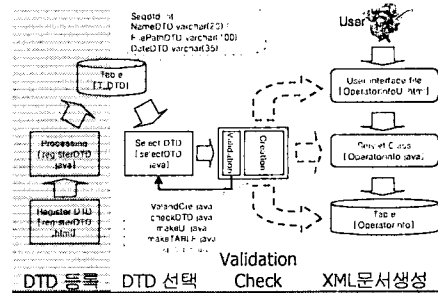 SeqDtd int
NameDTD varchar(20)
FilePathDTD varchar(100)
DateDTD varchar(35)
User
Table
[T_DTD]
User interface file
[OperatorinfoU.html]
Processing
[registerDTD
.java]
Select DTD
[selectDTD
.java]
Validation
Creation
Servlet Class
[Operatorinfo.java]
Register DTD
[registerDTD
.html]
ValandCre.java
checkDTD.java
makeU.java
makeTABLE.java
Table
[Operatorinfo]
DTD 등록
DTD 선택
Validation
Check
XML문서생성